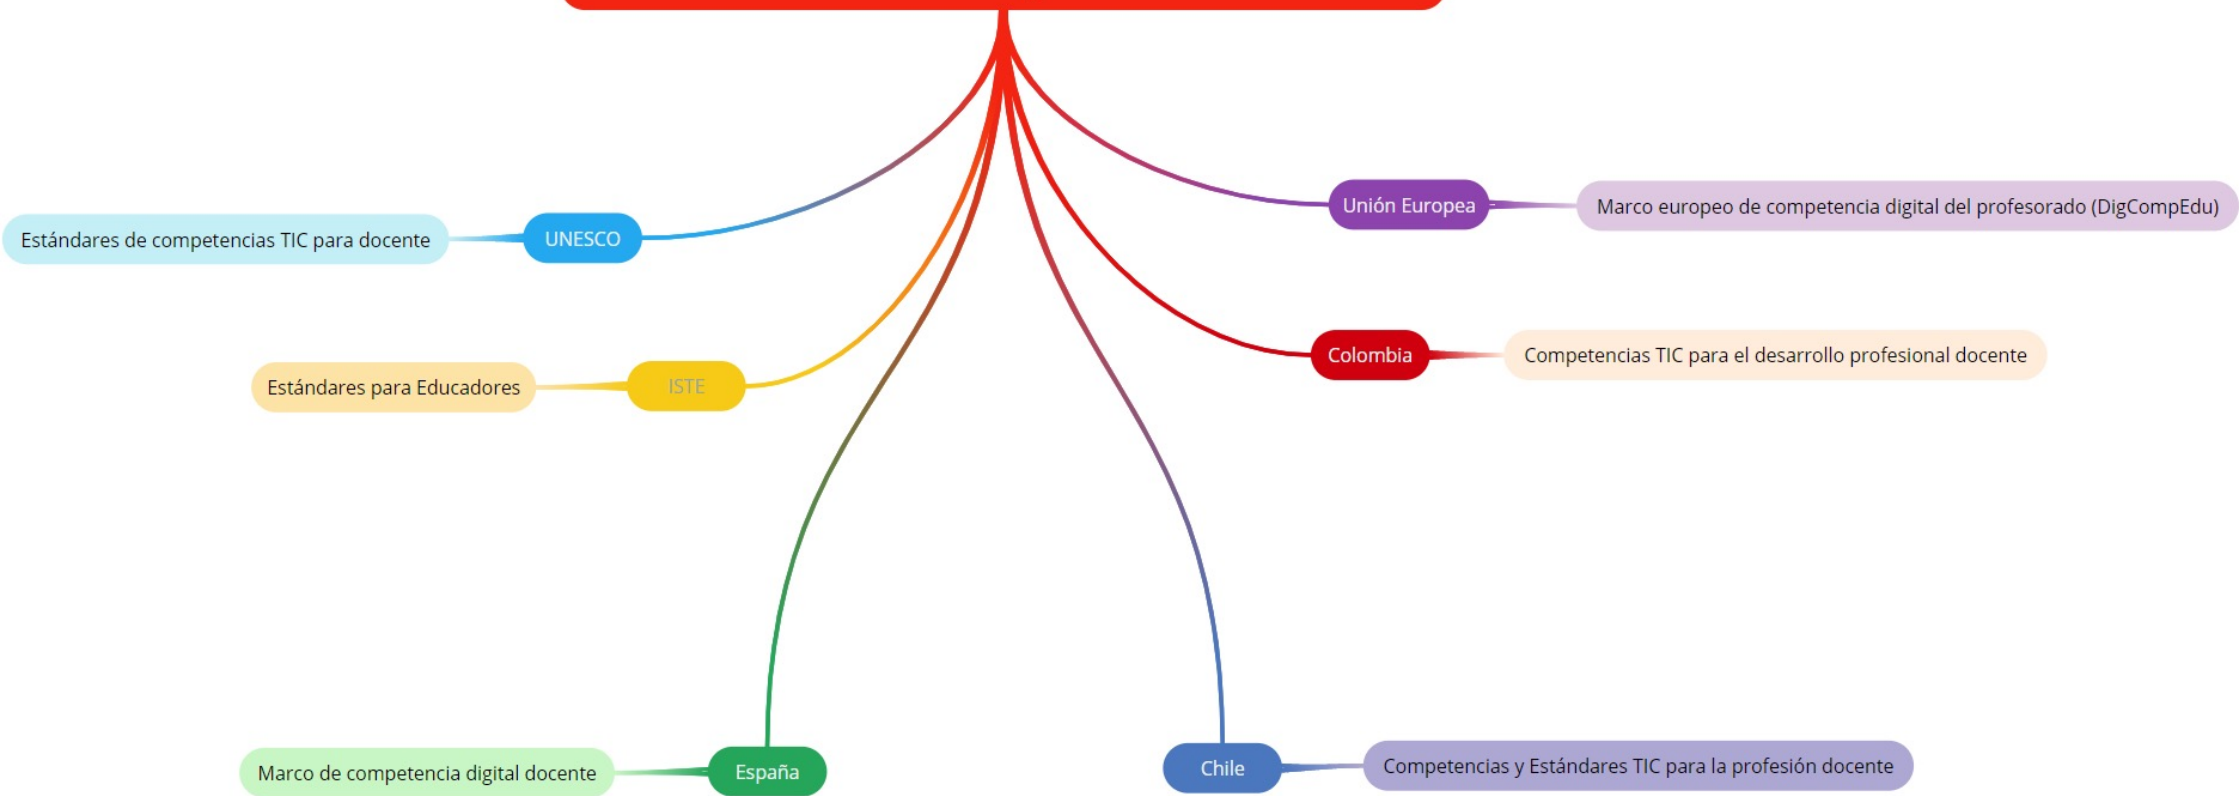 Estándares de competencias TIC para docente
UNESCO
Unión Europea
Marco europeo de competencia digital del profesorado (DigCompEdu)
Estándares para Educadores
ISTE
Colombia
Competencias TIC para el desarrollo profesional docente
Marco de competencia digital docente
España
Chile
Competencias y Estándares TIC para la profesión docente